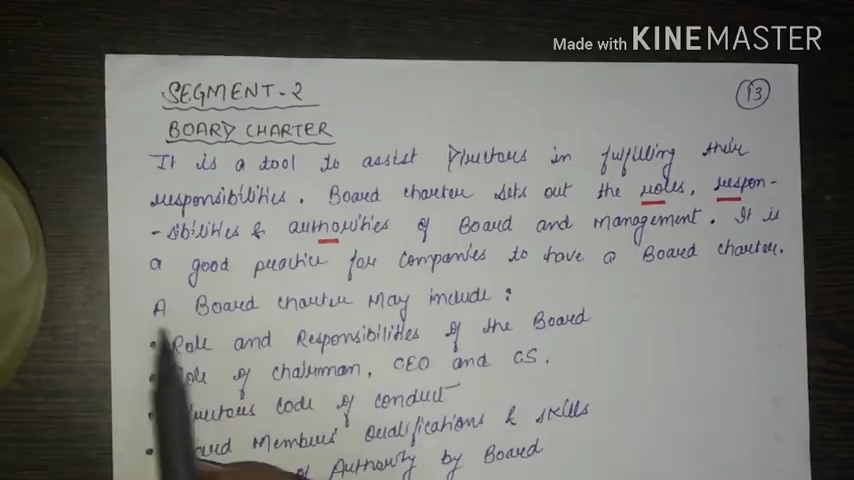 Made with KINEMASTER
SEGMENT-2
13
BOARD CHARTER
It is a tool to assist Directors in fulfilling their
responsibilities. Board charter sets out the roles, respon-
-sibilities & authorities of Board and management. It is
a good practice for companies to have a Board charter.
A Board charter may include:
• Role and Responsibilities of the Board
• of chairman, CEO and CS.
code of conduct
Members' Qualifications & skills
of Authority by Board